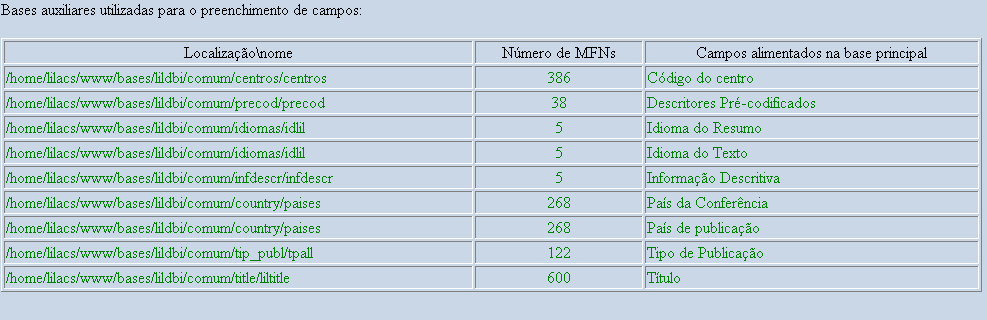 Bases auxiliares utilizadas para o preenchimento de campos:
Localização\nome Número de MFNs Campos alimentados na base principal
/home/lilacs/www/bases/lildbi/comum/centros/centros 386 Código do centro
/home/lilacs/www/bases/lildbi/comum/precod/precod 38 Descritores Pré-codificados
/home/lilacs/www/bases/lildbi/comum/idiomas/idlil 5 Idioma do Resumo
/home/lilacs/www/bases/lildbi/comum/idiomas/idlil 5 Idioma do Texto
/home/lilacs/www/bases/lildbi/comum/infdescr/infdescr 5 Informação Descritiva
/home/lilacs/www/bases/lildbi/comum/country/paises 268 País da Conferência
/home/lilacs/www/bases/lildbi/comum/country/paises 268 País de publicação
/home/lilacs/www/bases/lildbi/comum/tip_publ/tpall 122 Tipo de Publicação
/home/lilacs/www/bases/lildbi/comum/title/liltitle 600 Título